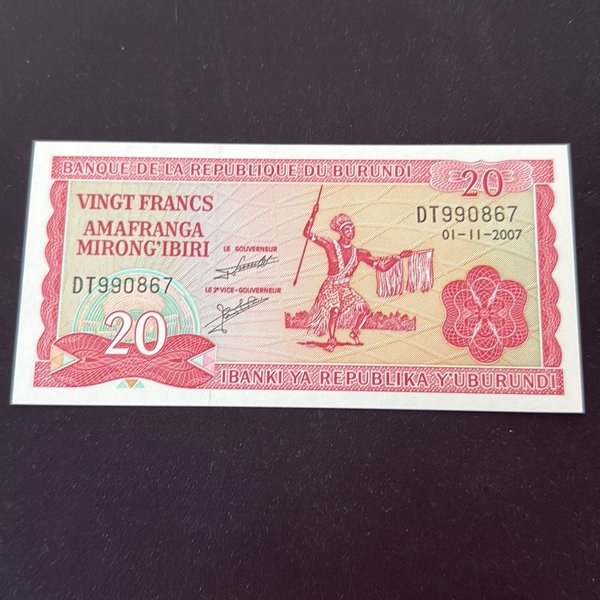 BANQUE DE LA REPUBLIQUE DU BURUNDI
20
VINGT FRANCS
AMAFRANGA
MIRONG'IBIRI
DT990867
01-11-2007
LE GOUVERNEUR
LE 2E VICE-GOUVERNEUR
DT990867
20
IBANKI YA REPUBLIKA Y'UBURUNDI